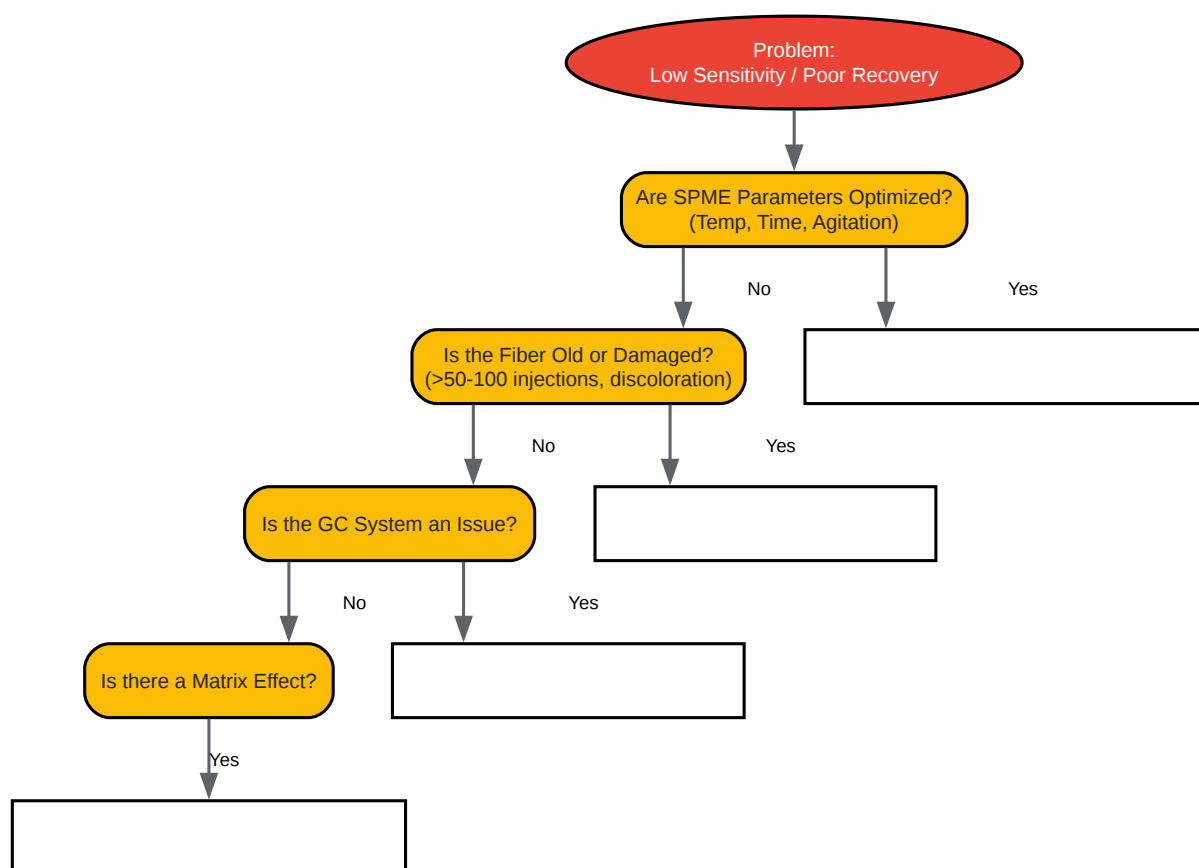 Problem:
Low Sensitivity / Poor Recovery
Are SPME Parameters Optimized?
(Temp, Time, Agitation)
No
Yes
Is the Fiber Old or Damaged?
(>50-100 injections, discoloration)
No
Yes
Is the GC System an Issue?
No
Yes
Is there a Matrix Effect?
Yes